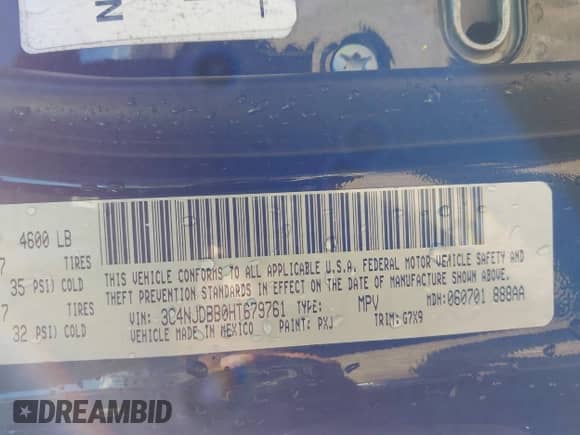 N
4600 LB
TIRES
35 PSI) COLD
TIRES
32 PSI) COLD
THIS VEHICLE CONFORMS TO ALL APPLICABLE U.S.A. FEDERAL MOTOR VEHICLE SAFETY AND
THEFT PREVENTION STANDARDS IN EFFECT ON THE DATE OF MANUFACTURE SHOWN ABOVE.
VIN: 3C4NJDBB0HT679761 TYPE: MPV MDH:060701 888AA
VEHICLE MADE IN MEXICO PAINT: PXJ TRIM: G7X9
DREAMBID